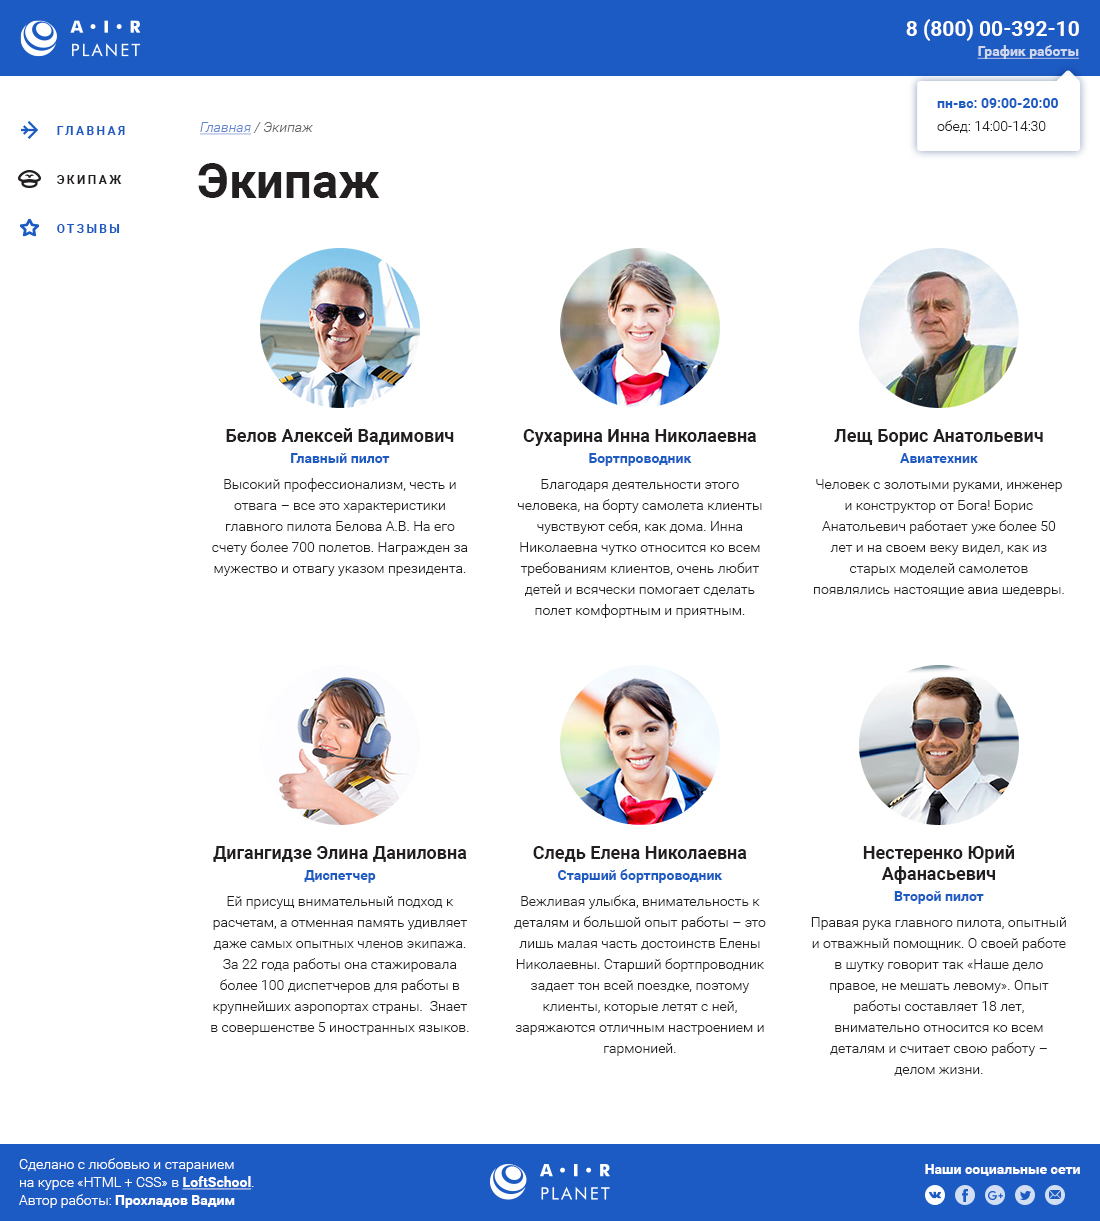 A·I·R
PLANET
8 (800) 00-392-10
График работы
пн-вс: 09:00-20:00
обед: 14:00-14:30
ГЛАВНАЯ
ЭКИПАЖ
ОТЗЫВЫ
Главная / Экипаж
Экипаж
Белов Алексей Вадимович
Главный пилот
Высокий профессионализм, честь и
отвага – все это характеристики
главного пилота Белова А.В. На его
счету более 700 полетов. Награжден за
мужество и отвагу указом президента.
Сухарина Инна Николаевна
Бортпроводник
Благодаря деятельности этого
человека, на борту самолета клиенты
чувствуют себя, как дома. Инна
Николаевна чутко относится ко всем
требованиям клиентов, очень любит
детей и всячески помогает сделать
полет комфортным и приятным.
Лещ Борис Анатольевич
Авиатехник
Человек с золотыми руками, инженер
и конструктор от Бога! Борис
Анатольевич работает уже более 50
лет и на своем веку видел, как из
старых моделей самолетов
появлялись настоящие авиа шедевры.
Дигангидзе Элина Даниловна
Диспетчер
Ей присущ внимательный подход к
расчетам, а отменная память удивляет
даже самых опытных членов экипажа.
За 22 года работы она стажировала
более 100 диспетчеров для работы в
крупнейших аэропортах страны. Знает
в совершенстве 5 иностранных языков.
Следь Елена Николаевна
Старший бортпроводник
Вежливая улыбка, внимательность к
деталям и большой опыт работы – это
лишь малая часть достоинств Елены
Николаевны. Старший бортпроводник
задает тон всей поездке, поэтому
клиенты, которые летят с ней,
заряжаются отличным настроением и
гармонией.
Нестеренко Юрий
Афанасьевич
Второй пилот
Правая рука главного пилота, опытный
и отважный помощник. О своей работе
в шутку говорит так «Наше дело
правое, не мешать левому». Опыт
работы составляет 18 лет,
внимательно относится ко всем
деталям и считает свою работу –
делом жизни.
Сделано с любовью и старанием
на курсе «HTML + CSS» в LoftSchool.
Автор работы: Прохладов Вадим
A·I·R
PLANET
Наши социальные сети